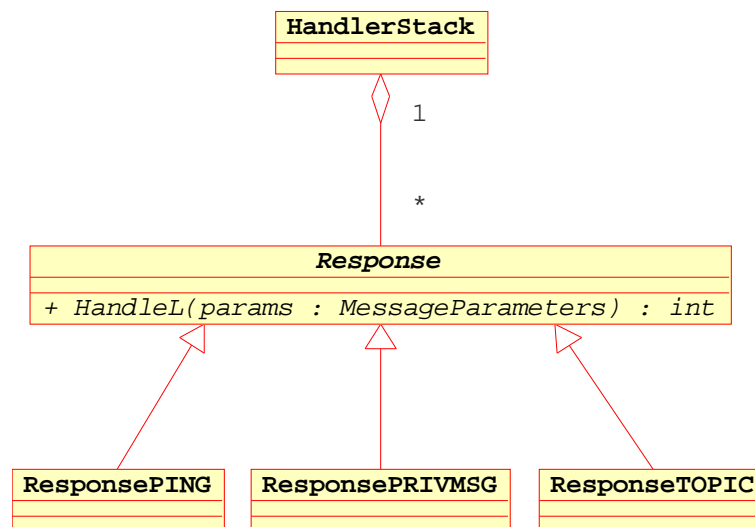 HandlerStack
1
*
Response
+ HandleL(params : MessageParameters) : int
ResponsePING
ResponsePRIVMSG
ResponseTOPIC